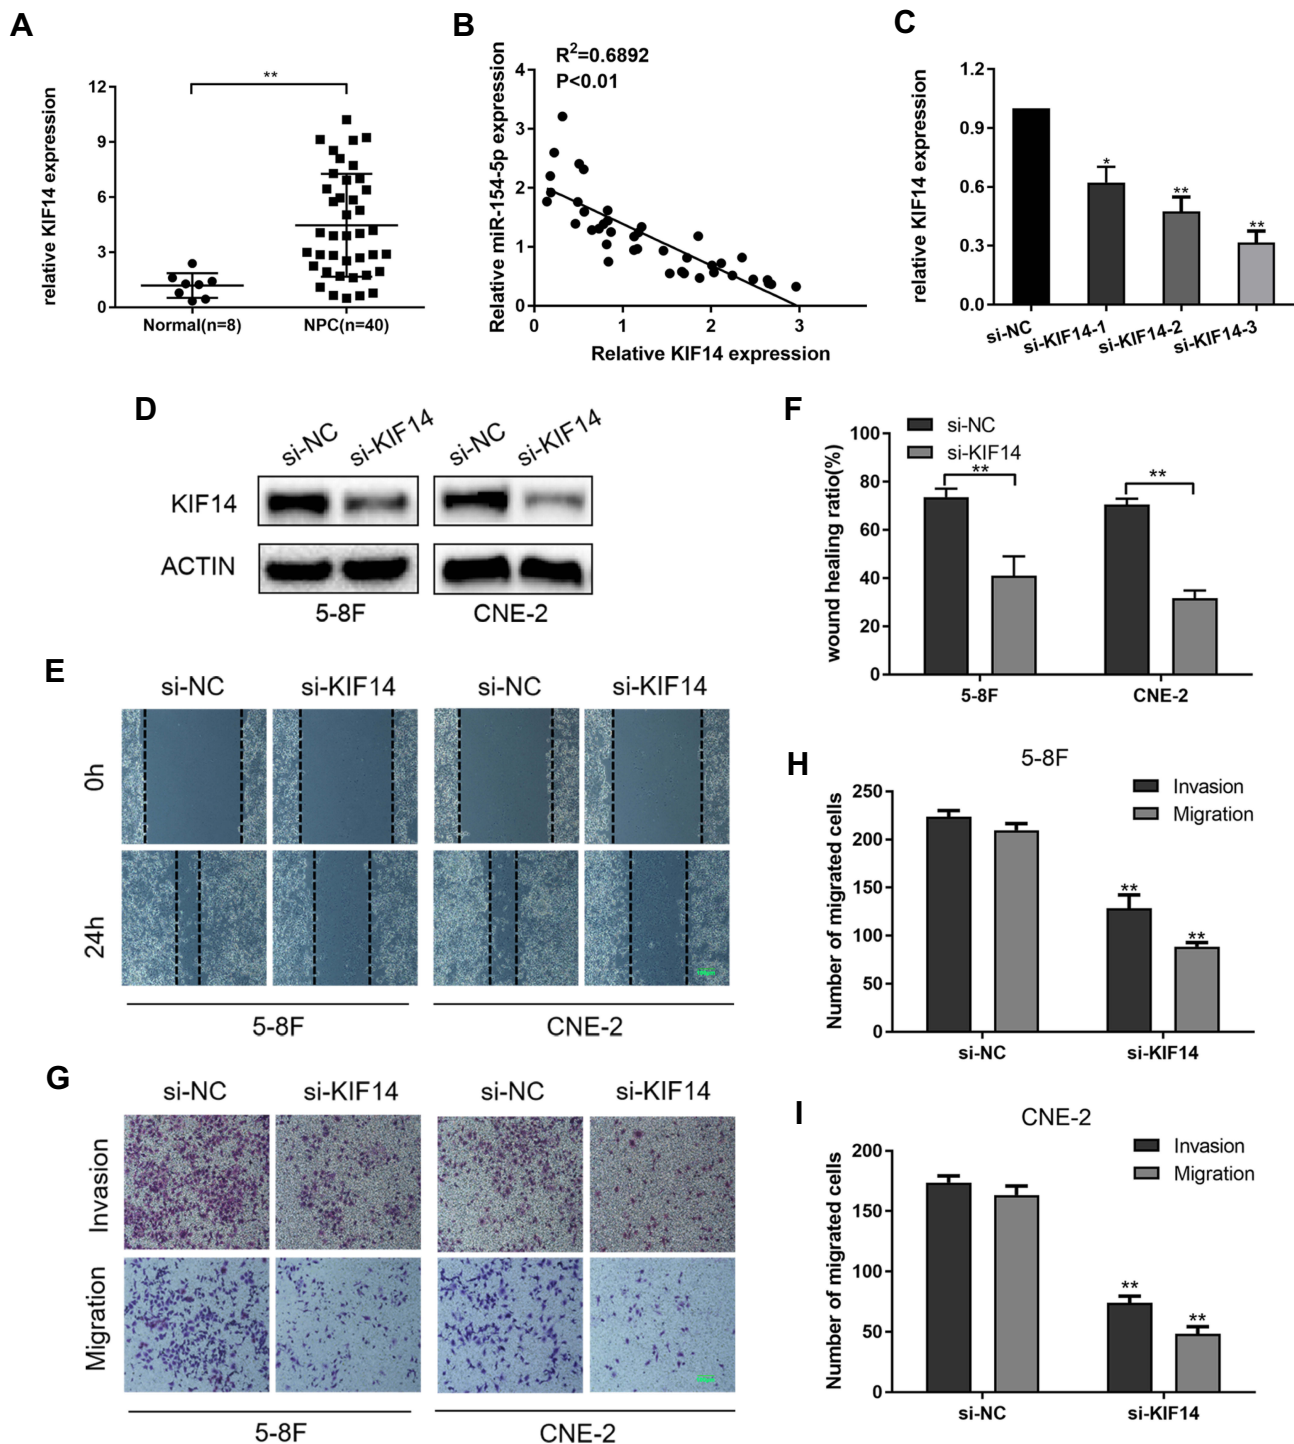 A
relative KIF14 expression
12
9
6
3
0
**
Normal(n=8)
NPC(n=40)
B
Relative miR-154-5p expression
R²=0.6892
P<0.01
4
3
2
1
0
0
1
2
3
Relative KIF14 expression
C
relative KIF14 expression
1.2
0.9
0.6
0.3
0.0
*
**
**
si-NC
si-KIF14-1
si-KIF14-2
si-KIF14-3
D
si-NC
si-KIF14
si-NC
si-KIF14
KIF14
ACTIN
5-8F
CNE-2
E
si-NC
si-KIF14
si-NC
si-KIF14
0h
24h
5-8F
CNE-2
F
si-NC
si-KIF14
wound healing ratio(%)
100
80
60
40
20
0
**
**
5-8F
CNE-2
G
si-NC
si-KIF14
si-NC
si-KIF14
Invasion
Migration
5-8F
CNE-2
H
5-8F
Invasion
Migration
Number of migrated cells
250
200
150
100
50
0
**
**
si-NC
si-KIF14
I
CNE-2
Invasion
Migration
Number of migrated cells
200
150
100
50
0
**
**
si-NC
si-KIF14